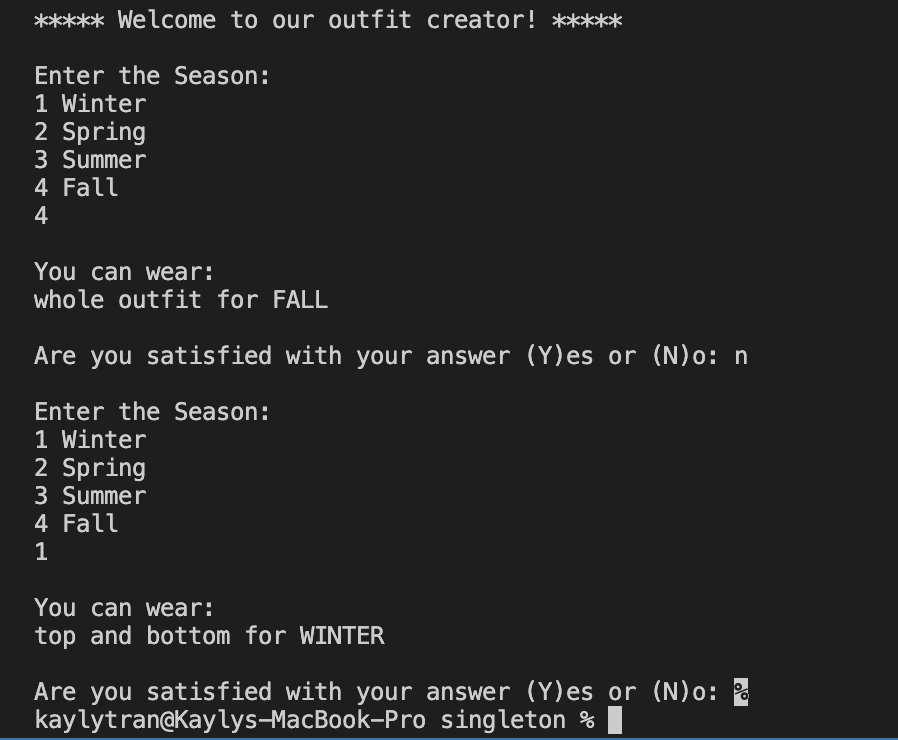 ***** Welcome to our outfit creator! *****
Enter the Season:
1 Winter
2 Spring
3 Summer
4 Fall
4
You can wear:
whole outfit for FALL
Are you satisfied with your answer (Y)es or (N)o: n
Enter the Season:
1 Winter
2 Spring
3 Summer
4 Fall
1
You can wear:
top and bottom for WINTER
Are you satisfied with your answer (Y)es or (N)o: %
kaylytran@Kaylys-MacBook-Pro singleton %